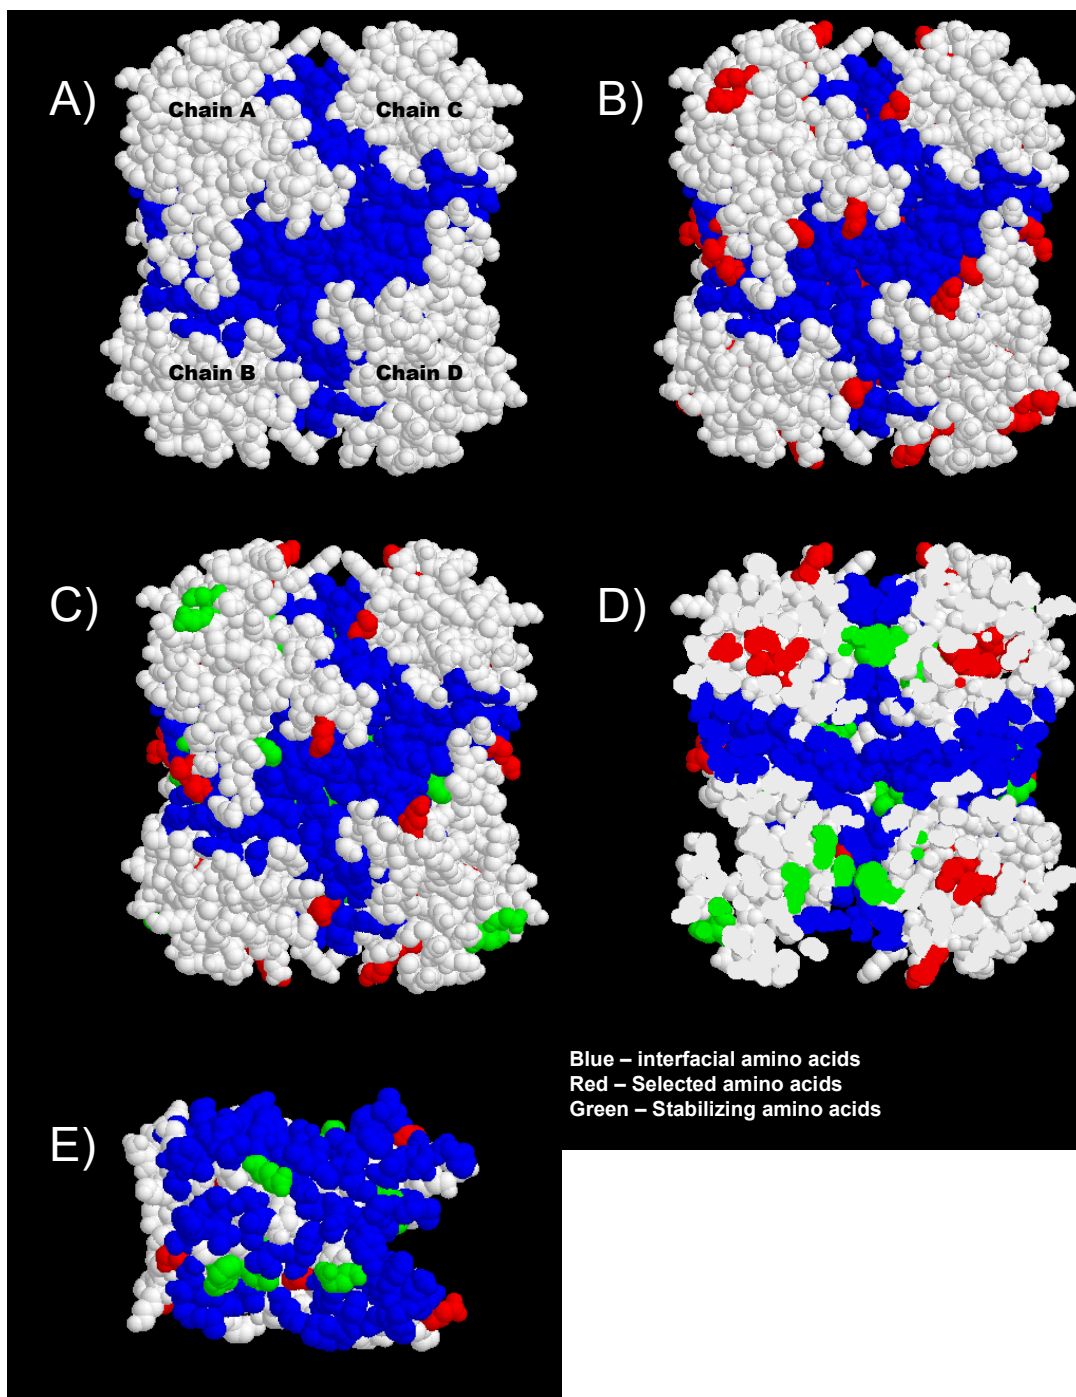 A)
Chain A
Chain C
Chain B
Chain D
B)
C)
D)
Blue – interfacial amino acids
Red – Selected amino acids
Green – Stabilizing amino acids
E)